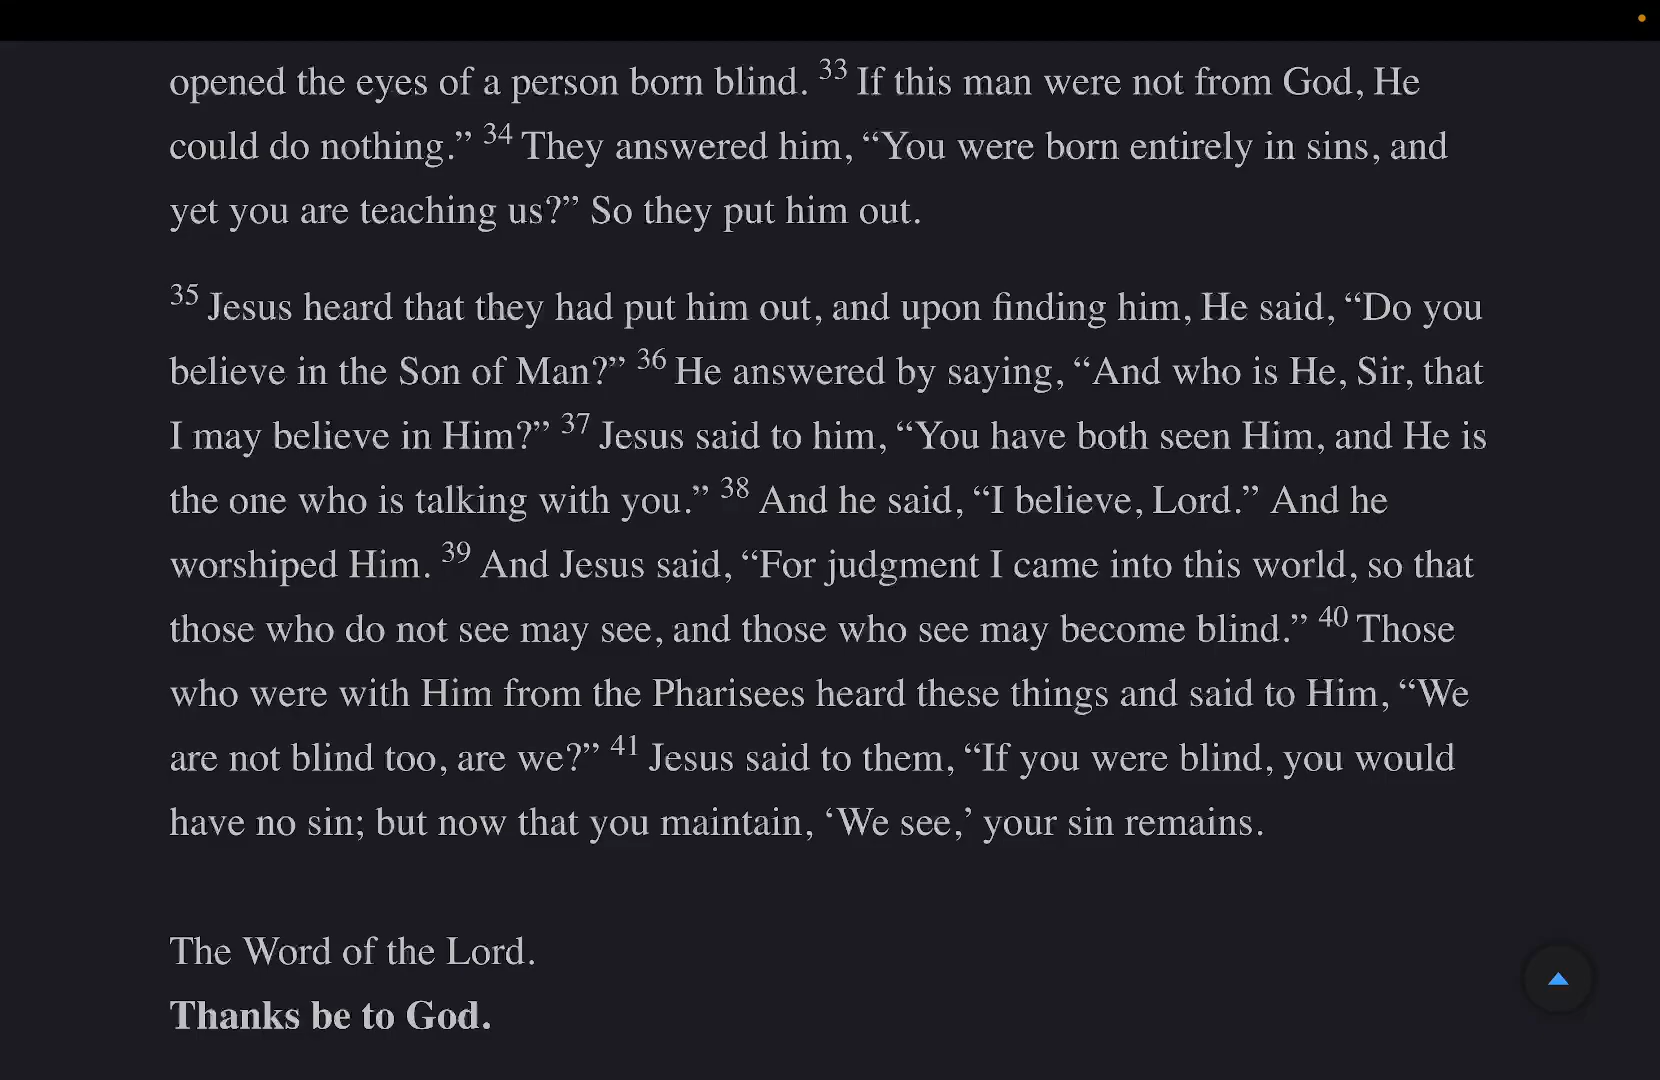 opened the eyes of a person born blind. 33 If this man were not from God, He
could do nothing.” 34 They answered him, “You were born entirely in sins, and
yet you are teaching us?” So they put him out.
35 Jesus heard that they had put him out, and upon finding him, He said, “Do you
believe in the Son of Man?” 36 He answered by saying, “And who is He, Sir, that
I may believe in Him?” 37 Jesus said to him, “You have both seen Him, and He is
the one who is talking with you.” 38 And he said, “I believe, Lord.” And he
worshiped Him. 39 And Jesus said, “For judgment I came into this world, so that
those who do not see may see, and those who see may become blind.” 40 Those
who were with Him from the Pharisees heard these things and said to Him, “We
are not blind too, are we?” 41 Jesus said to them, “If you were blind, you would
have no sin; but now that you maintain, ‘We see,’ your sin remains.
The Word of the Lord.
Thanks be to God.